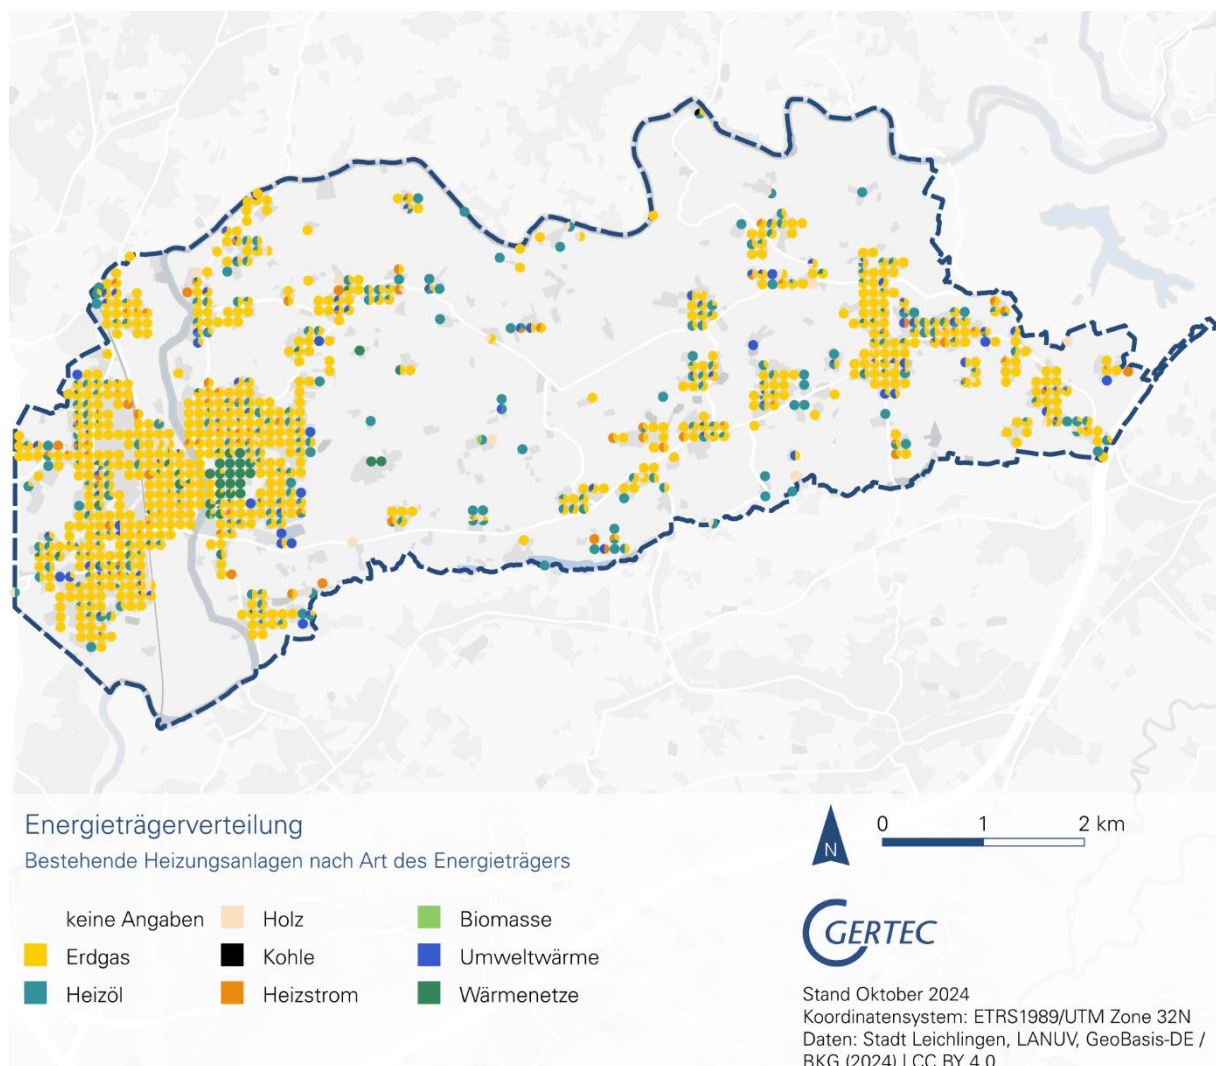 Energieträgerverteilung
Bestehende Heizungsanlagen nach Art des Energieträgers
keine Angaben
Erdgas
Heizöl
Holz
Kohle
Heizstrom
Biomasse
Umweltwärme
Wärmenetze
N
0 1 2 km
GERTEC
Stand Oktober 2024
Koordinatensystem: ETRS1989/UTM Zone 32N
Daten: Stadt Leichlingen, LANUV, GeoBasis-DE /
BKG (2024) | CC BY 4.0